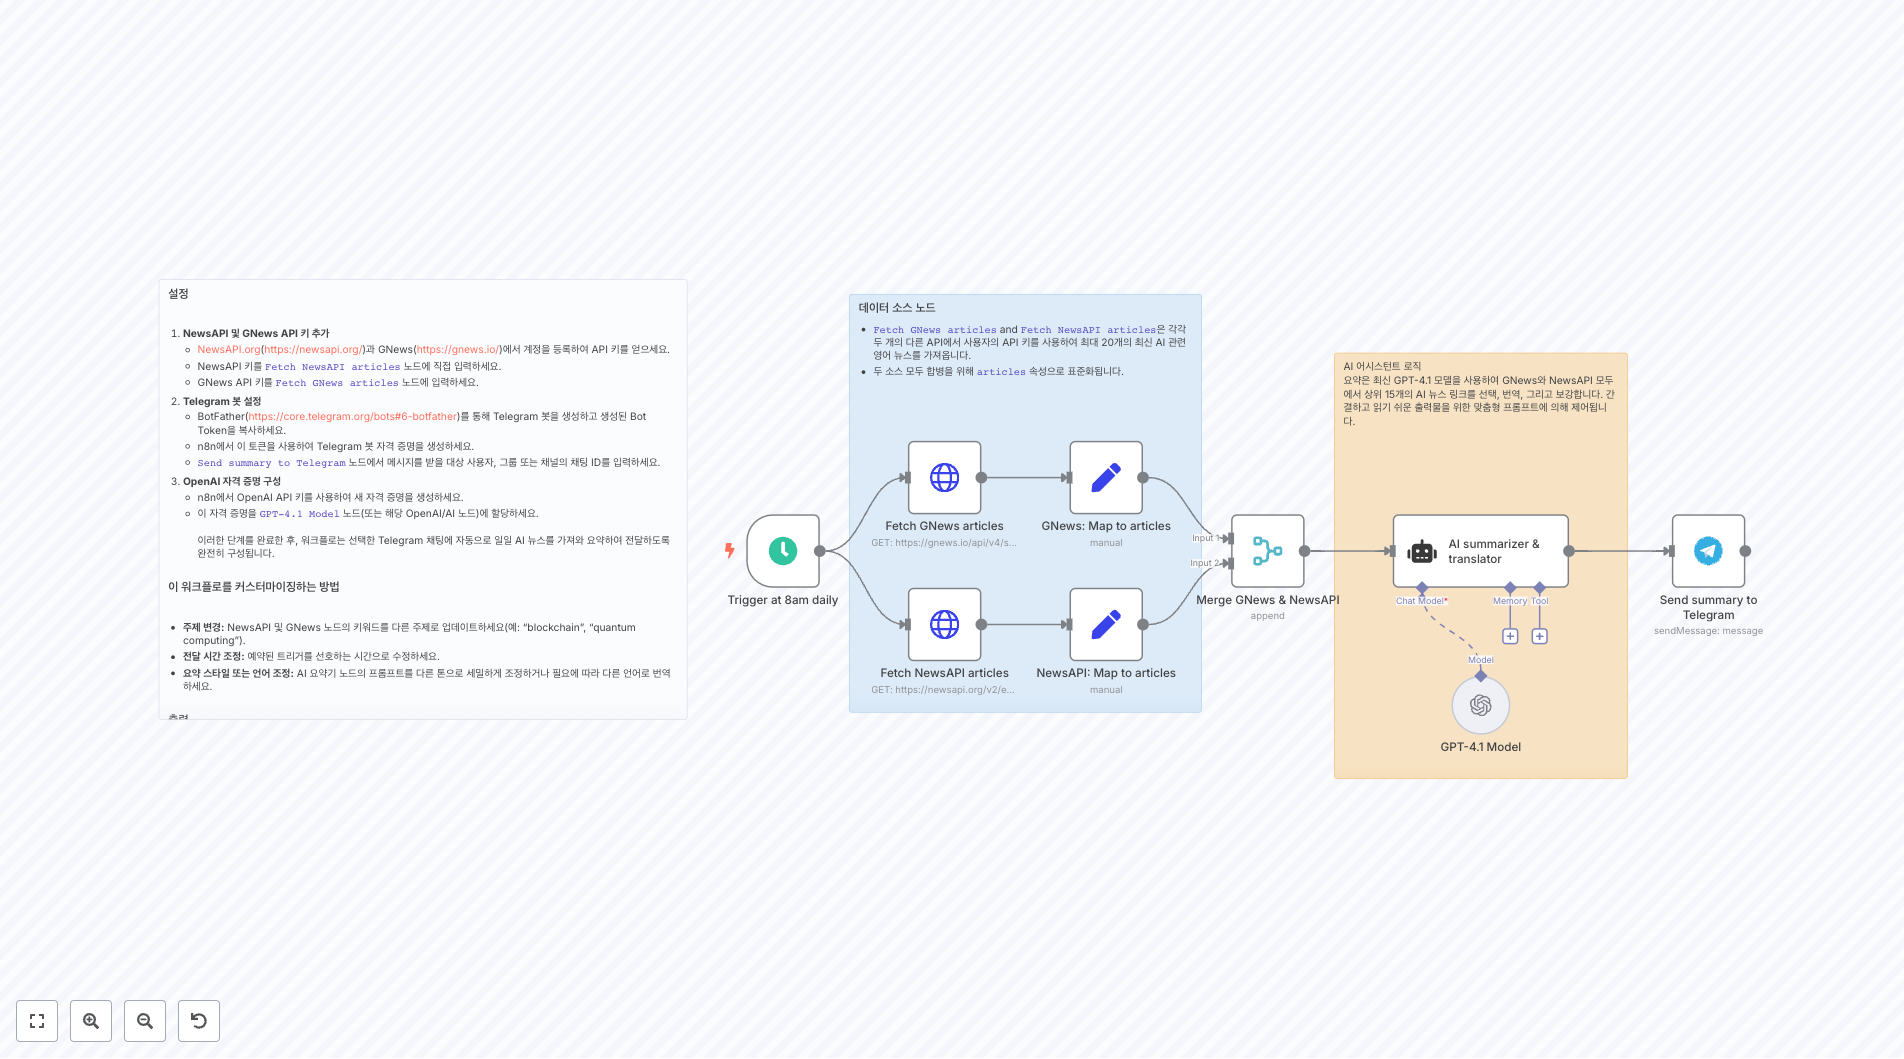 설정
1. NewsAPI 및 GNews API 키 추가
NewsAPI.org(https://newsapi.org/)과 GNews(https://gnews.io/)에서 계정을 등록하여 API 키를 얻으세요.
NewsAPI 키를 Fetch NewsAPI articles 노드에 직접 입력하세요.
GNews API 키를 Fetch GNews articles 노드에 입력하세요.
2. Telegram 봇 설정
BotFather(https://core.telegram.org/bots#6-botfather)를 통해 Telegram 봇을 생성하고 생성된 Bot
Token을 복사하세요.
n8n에서 이 토큰을 사용하여 Telegram 봇 자격 증명을 생성하세요.
Send summary to Telegram 노드에서 메시지를 받을 대상 사용자, 그룹 또는 채널의 채팅 ID를 입력하세요.
3. OpenAI 자격 증명 구성
n8n에서 OpenAI API 키를 사용하여 새 자격 증명을 생성하세요.
이 자격 증명을 GPT-4.1 Model 노드(또는 해당 OpenAI/AI 노드)에 할당하세요.
이러한 단계를 완료한 후, 워크플로는 선택한 Telegram 채팅에 자동으로 일일 AI 뉴스를 가져와 요약하여 전달하도록
완전히 구성됩니다.
이 워크플로를 커스터마이징하는 방법
주제 변경: NewsAPI 및 GNews 노드의 키워드를 다른 주제로 업데이트하세요(예: “blockchain”, “quantum
computing”).
전달 시간 조정: 예약된 트리거를 선호하는 시간으로 수정하세요.
요약 스타일 또는 언어 조정: AI 요약기 노드의 프롬프트를 다른 톤으로 세밀하게 조정하거나 필요에 따라 다른 언어로 번역
하세요.
출력
데이터 소스 노드
Fetch GNews articles and Fetch NewsAPI articles은 각각
두 개의 다른 API에서 사용자의 API 키를 사용하여 최대 20개의 최신 AI 관련
영어 뉴스를 가져옵니다.
두 소스 모두 합병을 위해 articles 속성으로 표준화됩니다.
AI 어시스턴트 로직
요약은 최신 GPT-4.1 모델을 사용하여 GNews와 NewsAPI 모두
에서 상위 15개의 AI 뉴스 링크를 선택, 번역, 그리고 보강합니다. 간
결하고 읽기 쉬운 출력물을 위한 맞춤형 프롬프트에 의해 제어됩니
다.
Trigger at 8am daily
Fetch GNews articles
GET: https://gnews.io/api/v4/s...
GNews: Map to articles
manual
Fetch NewsAPI articles
GET: https://newsapi.org/v2/e...
NewsAPI: Map to articles
manual
Input 1
Input 2
Merge GNews & NewsAPI
append
AI summarizer &
translator
Chat Model*
Memory
Tool
Model
GPT-4.1 Model
Send summary to
Telegram
sendMessage: message